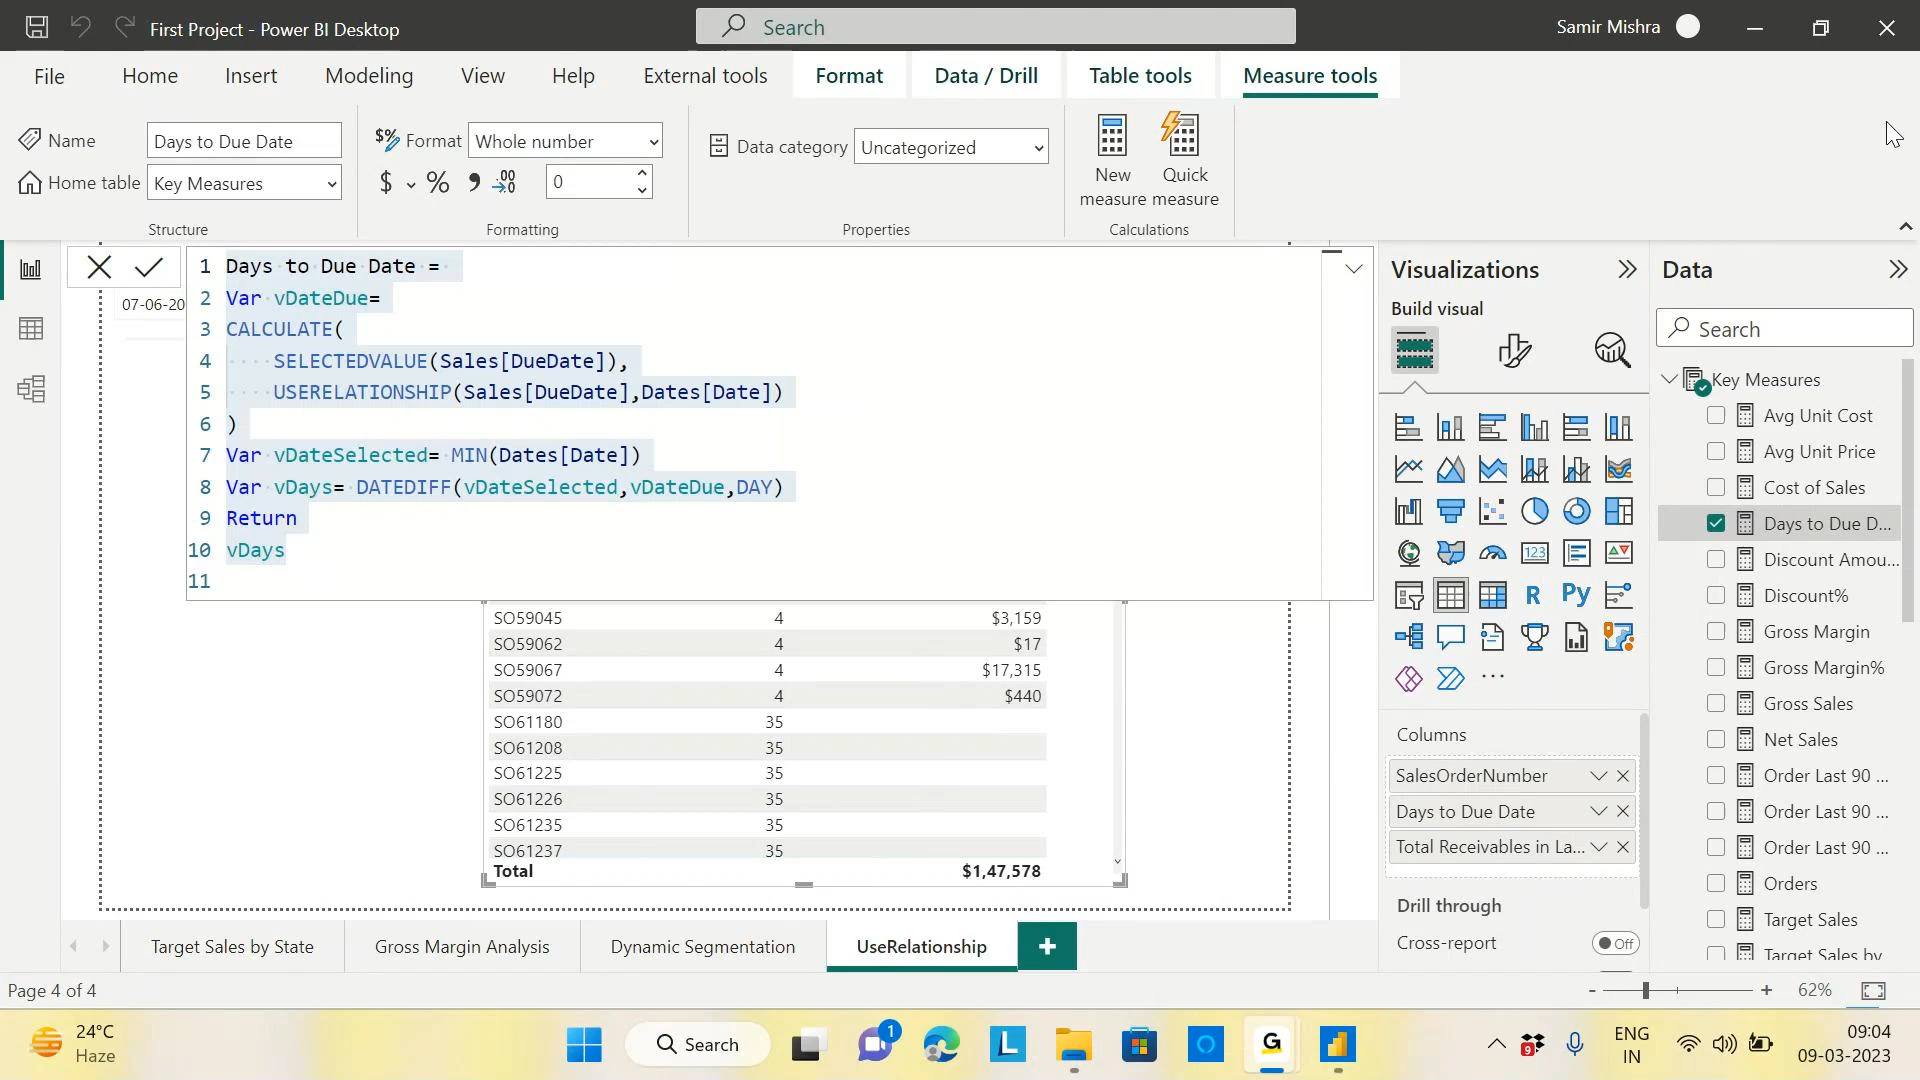 First Project - Power BI Desktop
Search
Samir Mishra
File
Home
Insert
Modeling
View
Help
External tools
Format
Data / Drill
Table tools
Measure tools
Name
Days to Due Date
Home table
Key Measures
Structure
Format
Whole number
$
%
0
Formatting
Data category
Uncategorized
Properties
New
measure
Quick
measure
Calculations
07-06-20
1 Days to Due Date =
2 Var vDateDue=
3 CALCULATE(
4 SELECTEDVALUE(Sales[DueDate]),
5 USERELATIONSHIP(Sales[DueDate],Dates[Date])
6 )
7 Var vDateSelected= MIN(Dates[Date])
8 Var vDays= DATEDIFF(vDateSelected,vDateDue,DAY)
9 Return
10 vDays
11
SO59045 4 $3,159
SO59062 4 $17
SO59067 4 $17,315
SO59072 4 $440
SO61180 35
SO61208 35
SO61225 35
SO61226 35
SO61235 35
SO61237 35
Total $1,47,578
Visualizations
Build visual
123
R
Py
Columns
SalesOrderNumber
Days to Due Date
Total Receivables in La...
Drill through
Cross-report
Off
Data
Search
Key Measures
Avg Unit Cost
Avg Unit Price
Cost of Sales
Days to Due D...
Discount Amou...
Discount%
Gross Margin
Gross Margin%
Gross Sales
Net Sales
Order Last 90 ...
Order Last 90 ...
Order Last 90 ...
Orders
Target Sales
Target Sales by
Target Sales by State
Gross Margin Analysis
Dynamic Segmentation
UseRelationship
+
Page 4 of 4
-
+
62%
24°C
Haze
Search
1
L
G
9
ENG
IN
09:04
09-03-2023